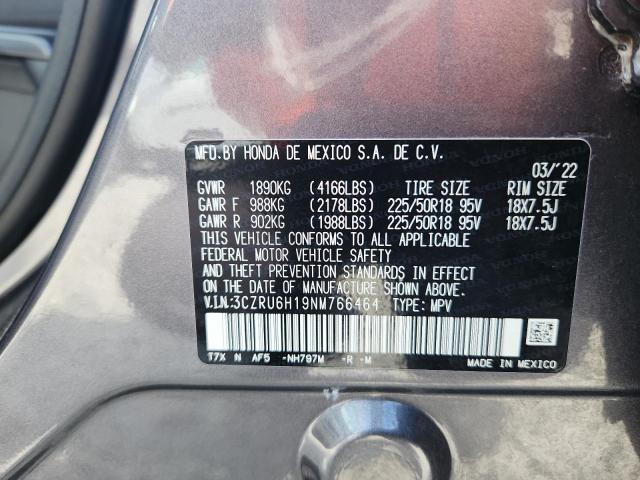 MFD.BY HONDA DE MEXICO S.A. DE C.V.
03/'22
GVWR 1890KG (4166LBS) TIRE SIZE RIM SIZE
GAWR F 988KG (2178LBS) 225/50R18 95V 18X7.5J
GAWR R 902KG (1988LBS) 225/50R18 95V 18X7.5J
THIS VEHICLE CONFORMS TO ALL APPLICABLE
FEDERAL MOTOR VEHICLE SAFETY
AND THEFT PREVENTION STANDARDS IN EFFECT
ON THE DATE OF MANUFACTURE SHOWN ABOVE.
V.I.N.:3CZRU6H19NM766464 TYPE: MPV
T7X N AF5 -NH797M -R -M
MADE IN MEXICO